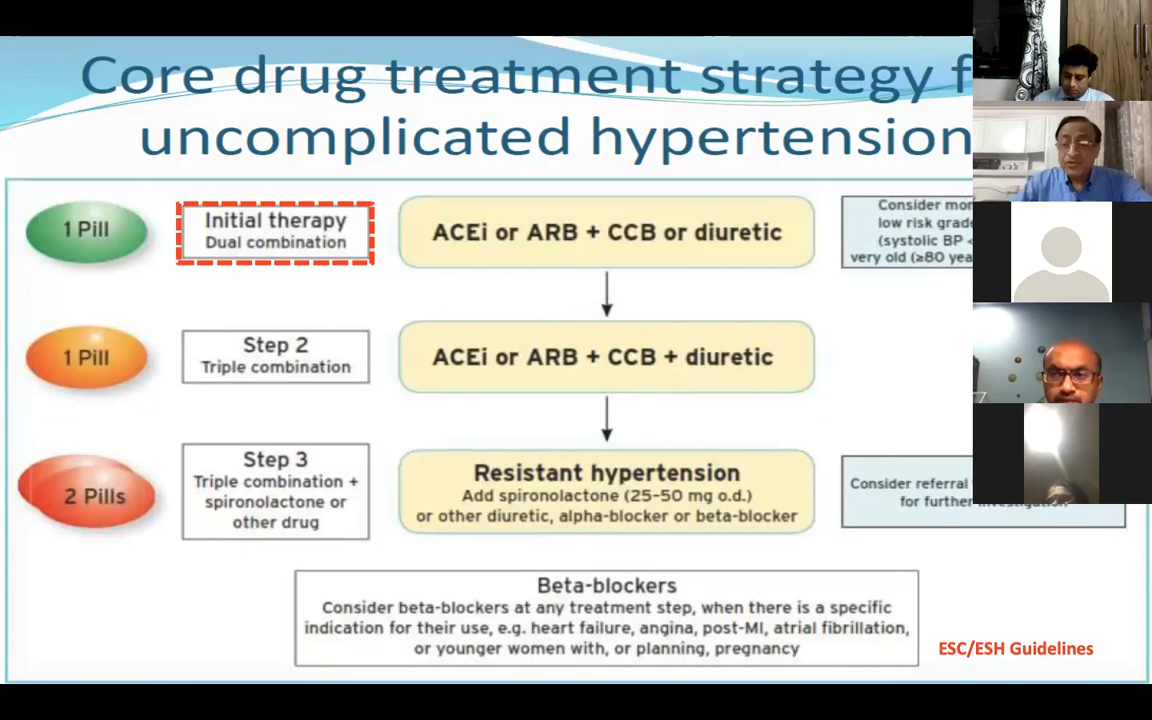 Core drug treatment strategy f
uncomplicated hypertension
1 Pill
Initial therapy
Dual combination
ACEi or ARB + CCB or diuretic
Consider mon
low risk grade
(systolic BP <
very old (≥80 yea
1 Pill
Step 2
Triple combination
ACEi or ARB + CCB + diuretic
2 Pills
Step 3
Triple combination +
spironolactone or
other drug
Resistant hypertension
Add spironolactone (25-50 mg o.d.)
or other diuretic, alpha-blocker or beta-blocker
Consider referral
for further investigation
Beta-blockers
Consider beta-blockers at any treatment step, when there is a specific
indication for their use, e.g. heart failure, angina, post-MI, atrial fibrillation,
or younger women with, or planning, pregnancy
ESC/ESH Guidelines